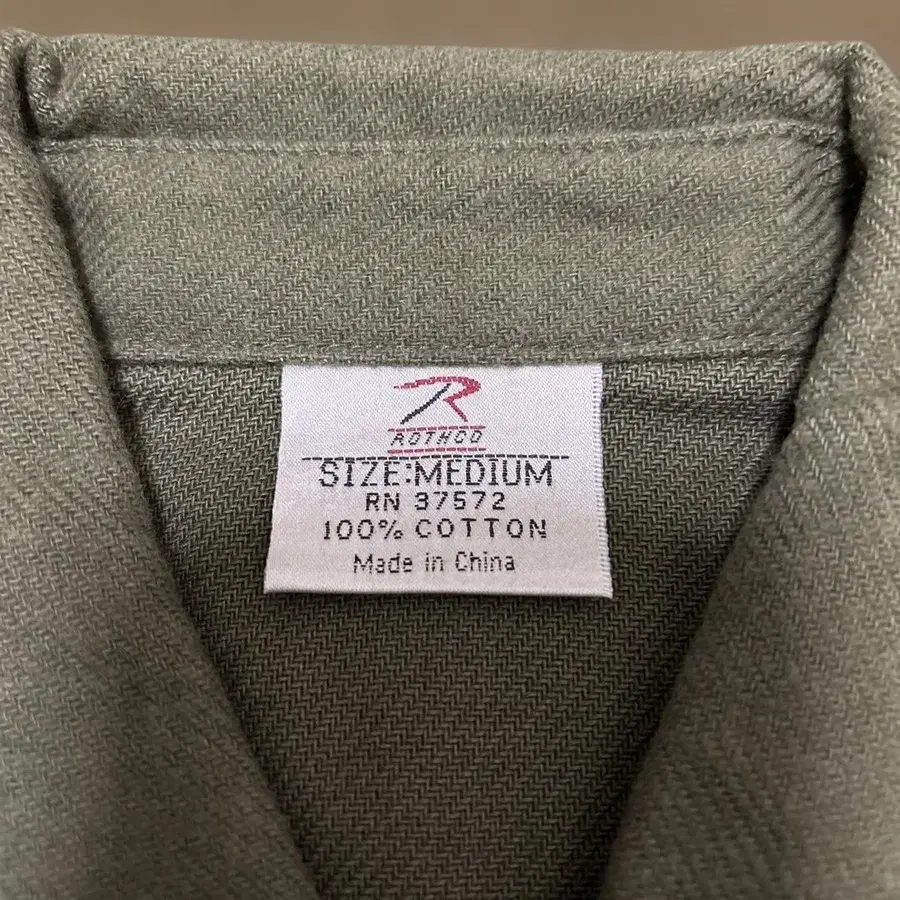 ROTHCO
SIZE:MEDIUM
RN 37572
100% COTTON
Made in China